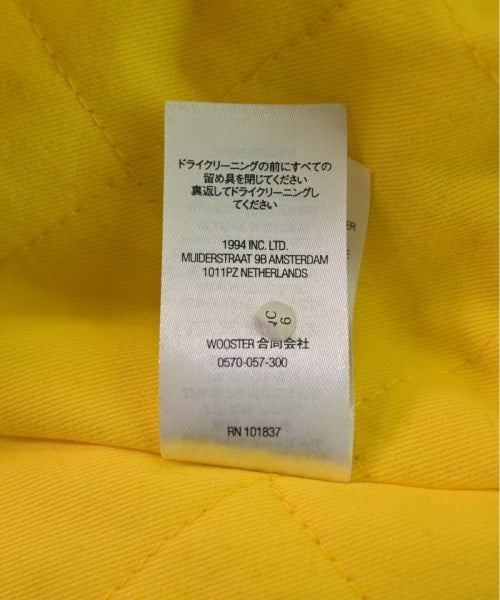 ドライクリーニングの前にすべての
留め具を閉じてください
裏返してドライクリーニングし
てください
1994 INC. LTD.
MUIDERSTRAAT 9B AMSTERDAM
1011PZ NETHERLANDS
JC
6
WOOSTER 合同会社
0570-057-300
RN 101837